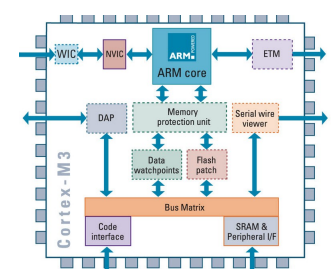 WIC
NVIC
ARM
POWERED
ARM core
ETM
DAP
Memory
protection unit
Serial wire
viewer
Data
watchpoints
Flash
patch
Bus Matrix
Code
interface
SRAM &
Peripheral I/F
Cortex-M3